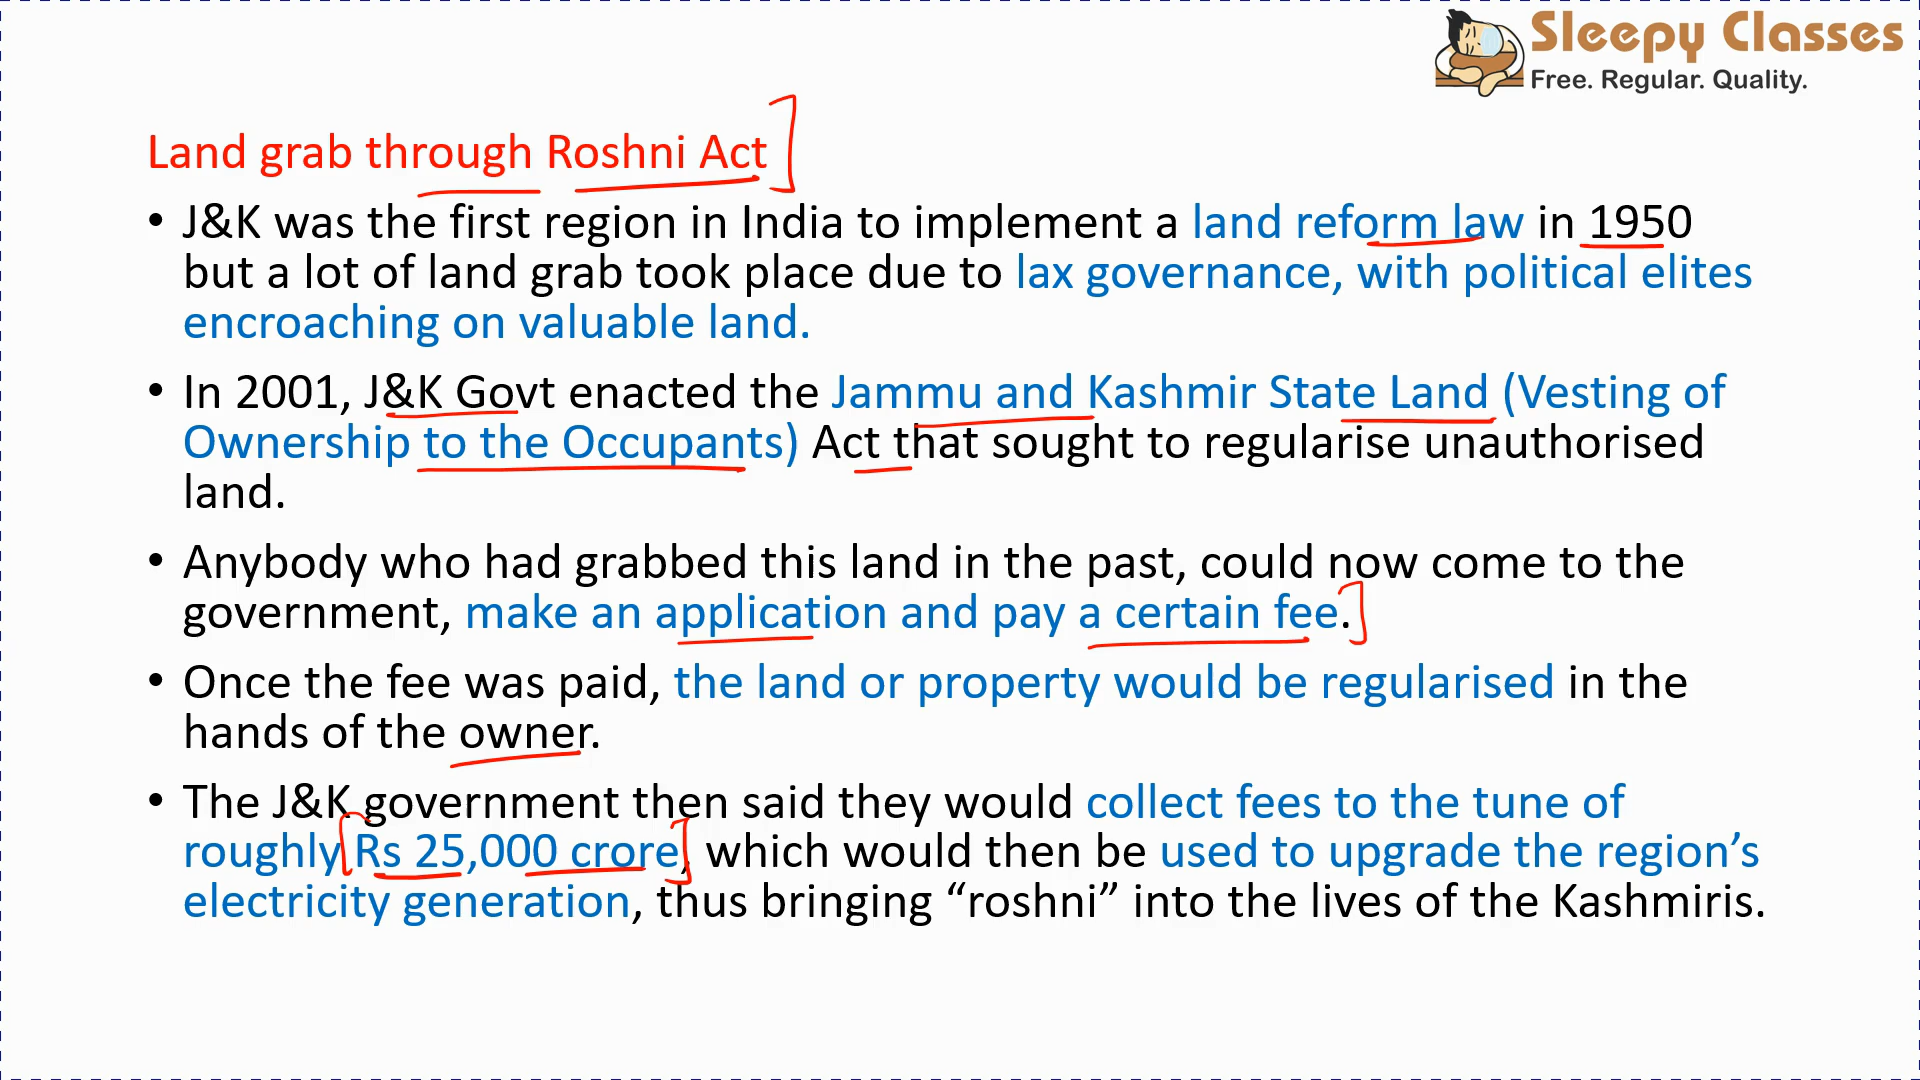 Sleepy Classes
Free. Regular. Quality.
Land grab through Roshni Act
• J&K was the first region in India to implement a land reform law in 1950
but a lot of land grab took place due to lax governance, with political elites
encroaching on valuable land.
• In 2001, J&K Govt enacted the Jammu and Kashmir State Land (Vesting of
Ownership to the Occupants) Act that sought to regularise unauthorised
land.
• Anybody who had grabbed this land in the past, could now come to the
government, make an application and pay a certain fee.
• Once the fee was paid, the land or property would be regularised in the
hands of the owner.
• The J&K government then said they would collect fees to the tune of
roughly Rs 25,000 crore, which would then be used to upgrade the region’s
electricity generation, thus bringing “roshni” into the lives of the Kashmiris.